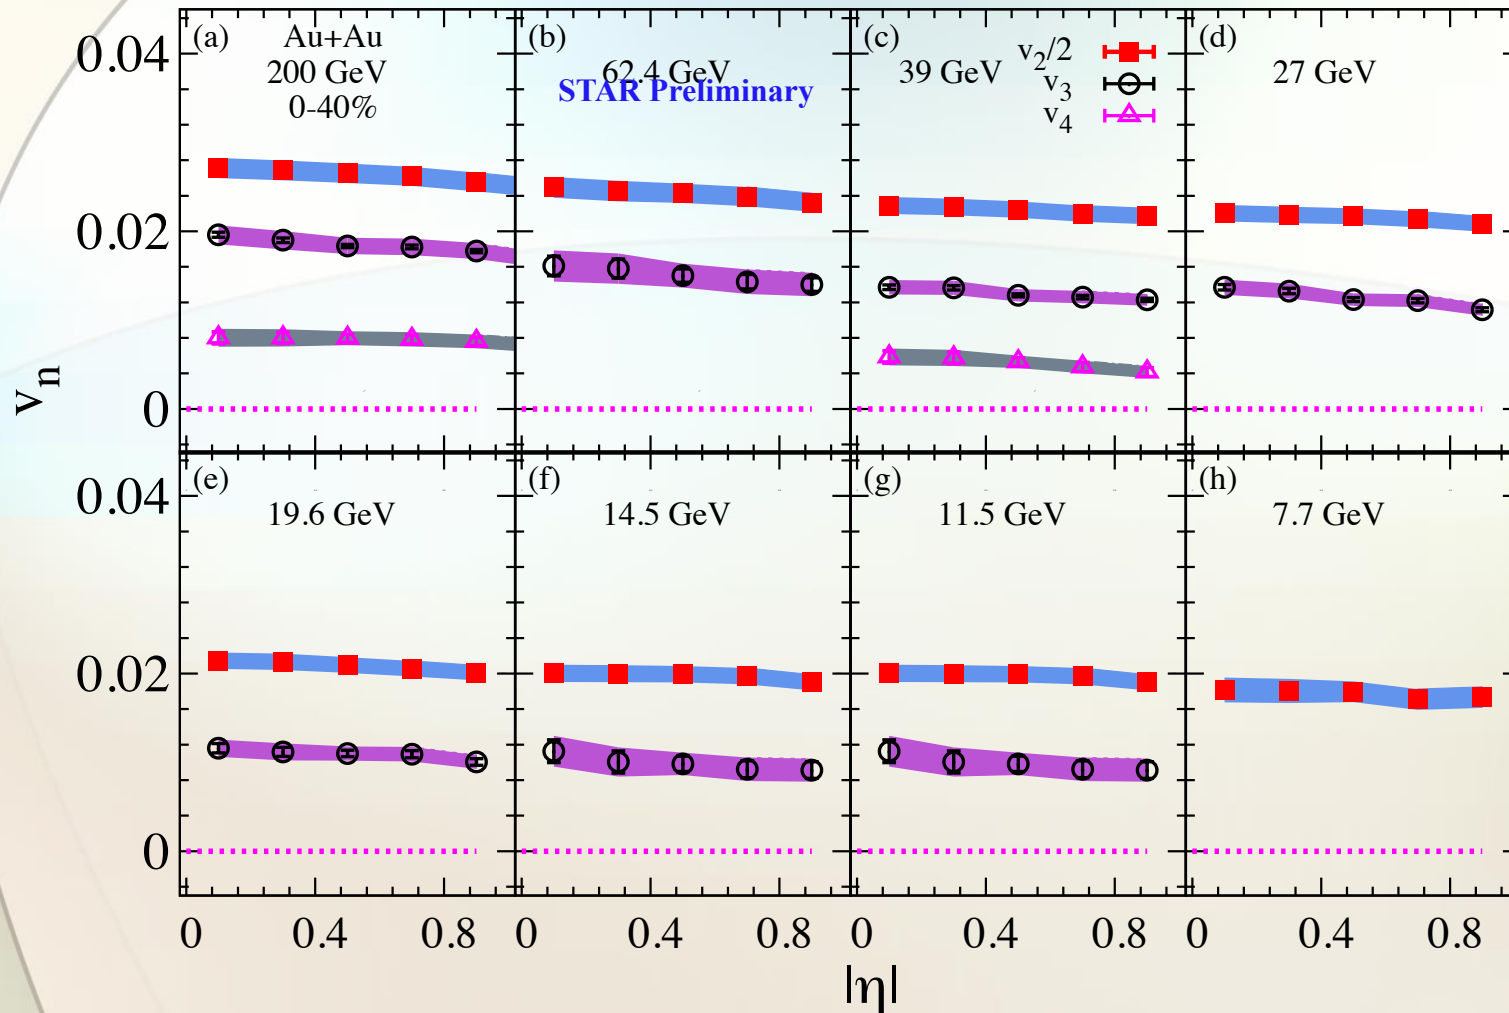 (a)
Au+Au
200 GeV
0-40%
(b)
62.4 GeV
STAR Preliminary
(c)
39 GeV
v2/2
v3
v4
(d)
27 GeV
0.04
0.02
0
vn
(e)
19.6 GeV
(f)
14.5 GeV
(g)
11.5 GeV
(h)
7.7 GeV
0.04
0.02
0
0 0.4 0.8 0 0.4 0.8 0 0.4 0.8 0 0.4 0.8
|η|